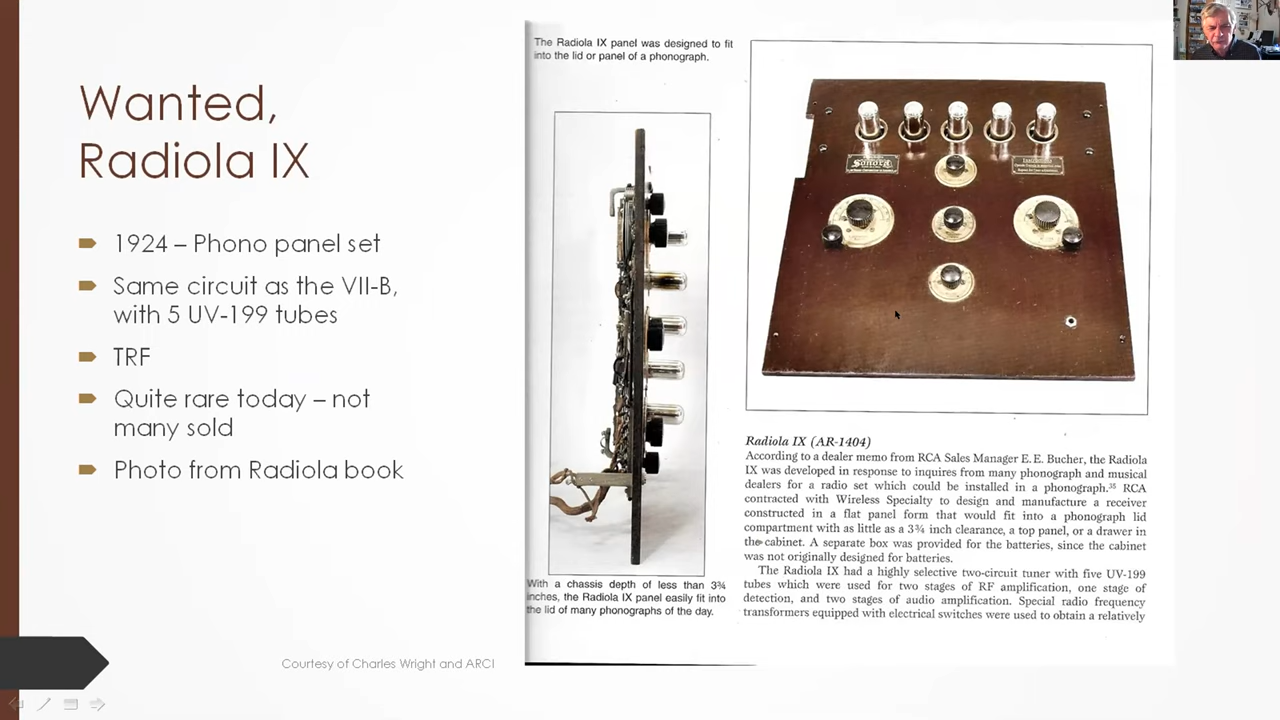 Wanted,
Radiola IX
1924 – Phono panel set
Same circuit as the VII-B,
with 5 UV-199 tubes
TRF
Quite rare today – not
many sold
Photo from Radiola book
Courtesy of Charles Wright and ARCI
The Radiola IX panel was designed to fit
into the lid or panel of a phonograph.
With a chassis depth of less than 3¾
inches, the Radiola IX panel easily fit into
the lid of many phonographs of the day.
Sonora
Radiola IX (AR-1404)
According to a dealer memo from RCA Sales Manager E. E. Bucher, the Radiola
IX was developed in response to inquires from many phonograph and musical
dealers for a radio set which could be installed in a phonograph.³⁵ RCA
contracted with Wireless Specialty to design and manufacture a receiver
constructed in a flat panel form that would fit into a phonograph lid
compartment with as little as a 3¾ inch clearance, a top panel, or a drawer in
the cabinet. A separate box was provided for the batteries, since the cabinet
was not originally designed for batteries.
The Radiola IX had a highly selective two-circuit tuner with five UV-199
tubes which were used for two stages of RF amplification, one stage of
detection, and two stages of audio amplification. Special radio frequency
transformers equipped with electrical switches were used to obtain a relatively